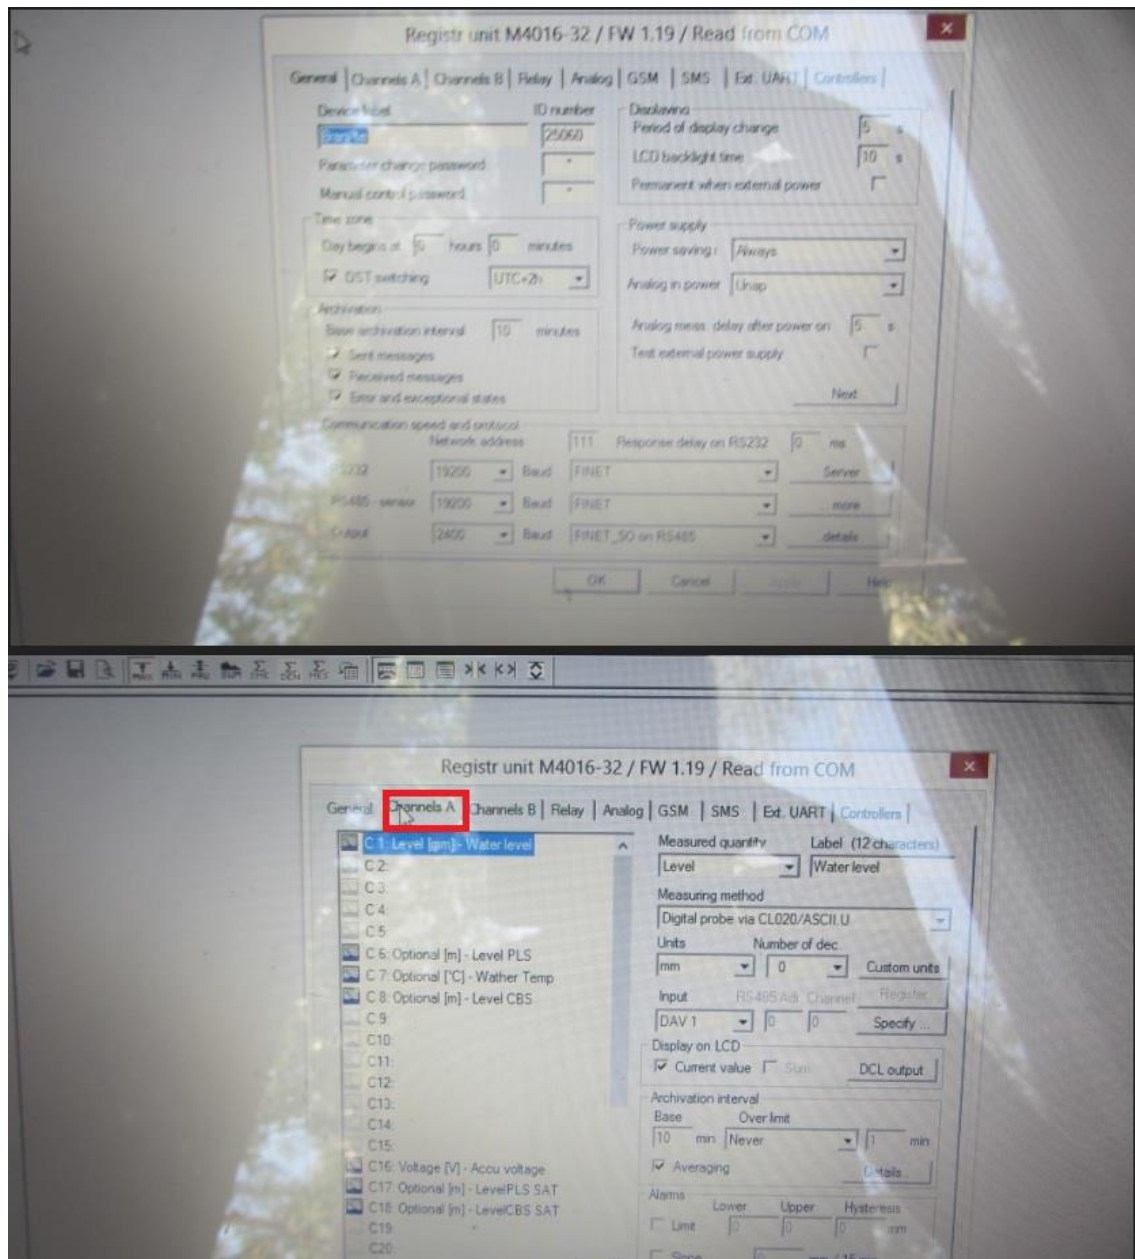 Registr unit M4016-32 / FW 1.19 / Read from COM
General Channels A Channels B Relay Analog GSM SMS Ext. UART Controllers
Device label ID number
25060
Parameter change password *
Manual control password *
Time zone
Day begins at 0 hours 0 minutes
DST switching UTC+2h
Archivation
Base archivation interval 10 minutes
Sent messages
Received messages
Error and exceptional states
Displaying
Period of display change 5 s
LCD backlight time 10 s
Permanent when external power
Power supply
Power saving: Always
Analog in power Unap
Analog meas. delay after power on 5 s
Test external power supply
Next
Communication speed and protocol
Network address 111 Response delay on RS232 0 ms
RS232 19200 Baud FINET Server
RS485 - sensor 19200 Baud FINET ... more
Output 2400 Baud FINET_SO on RS485 details
OK Cancel Help
Registr unit M4016-32 / FW 1.19 / Read from COM
General Channels A Channels B Relay Analog GSM SMS Ext. UART Controllers
C 1: Level [gm] - Water level
C 2:
C 3:
C 4:
C 5
C 6: Optional [m] - Level PLS
C 7: Optional [°C] - Wather Temp
C 8: Optional [m] - Level CBS
C 9:
C10:
C11:
C12:
C13:
C14:
C15:
C16: Voltage [V] - Accu voltage
C17: Optional [m] - LevelPLS SAT
C18: Optional [m] - LevelCBS SAT
C19:
C20:
Measured quantity Label (12 characters)
Level Water level
Measuring method
Digital probe via CL020/ASCII.U
Units Number of dec.
mm 0 Custom units
Input RS485 Adr. Channel Register...
DAV 1 0 0 Specify ...
Display on LCD
Current value Sum DCL output
Archivation interval
Base Over limit
10 min Never 1 min
Averaging Details...
Alarms
Lower Upper Hysteresis
Limit 0 0 0 mm
Slope 0 mm / 15 min